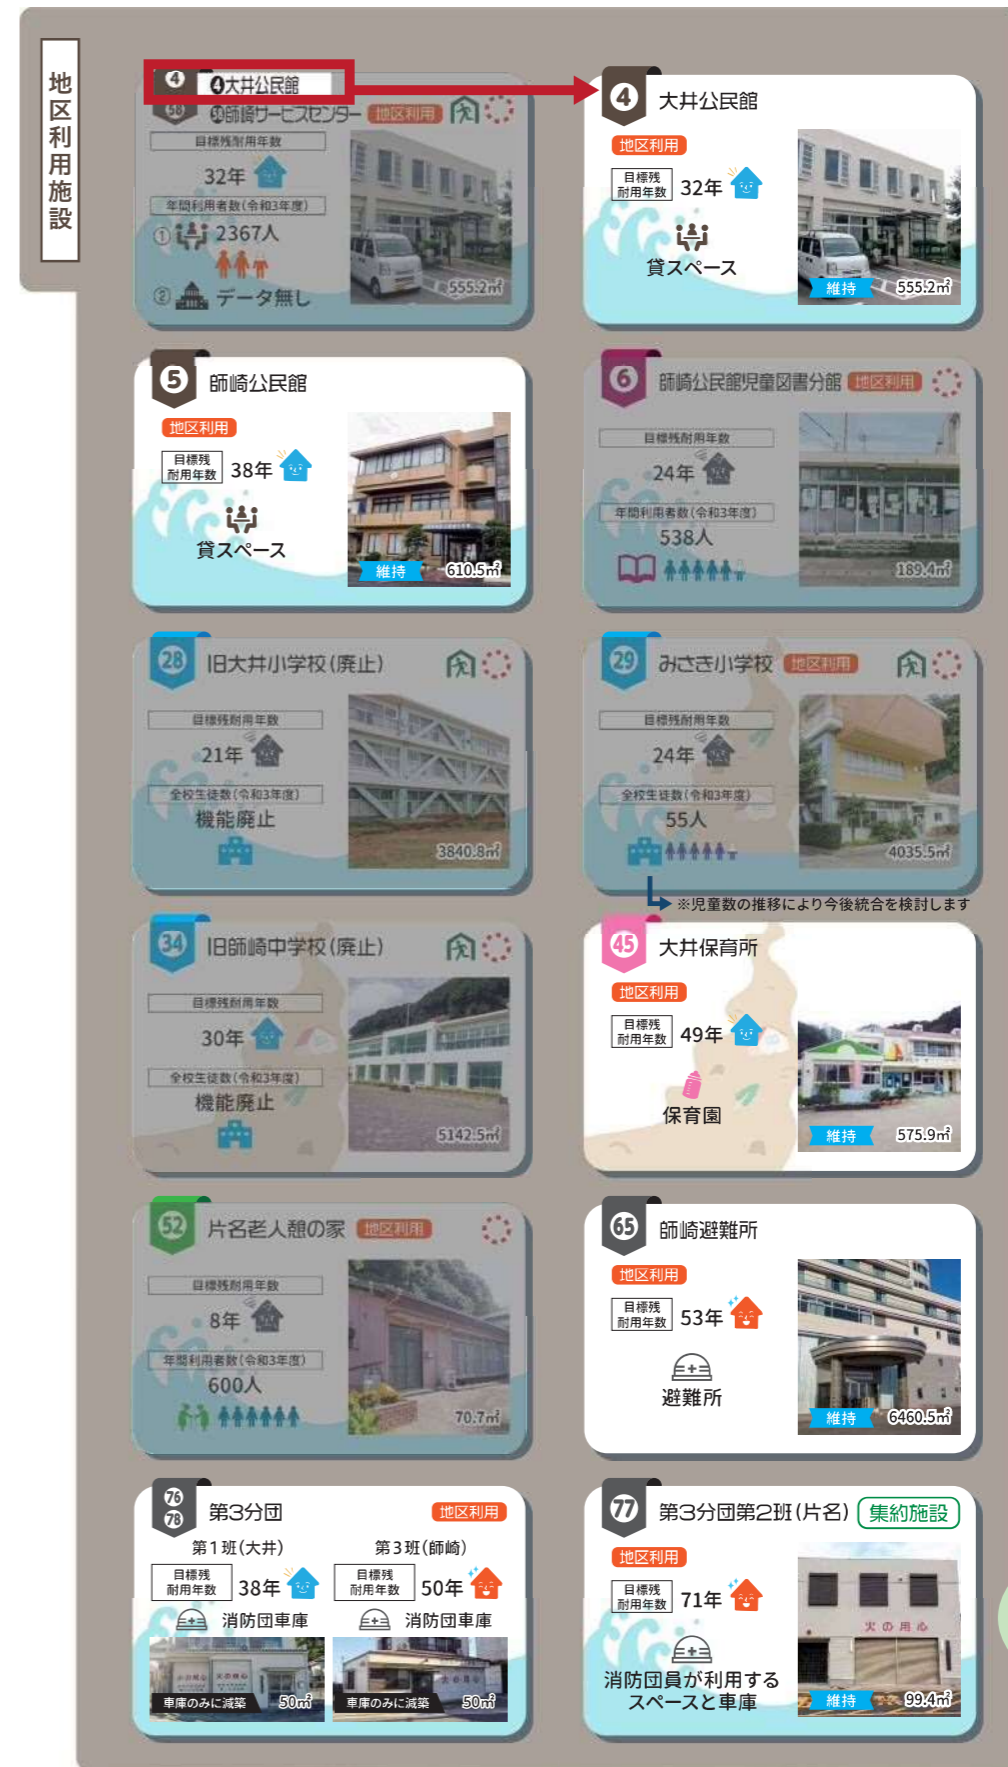 地区利用施設
4
❹大井公民館
58
㊽師崎サービスセンター 地区利用
目標残耐用年数
32年
年間利用者数(令和3年度)
① 2367人
② データ無し
555.2㎡
4 大井公民館
地区利用
目標残
耐用年数 32年
貸スペース
維持 555.2㎡
5 師崎公民館
地区利用
目標残
耐用年数 38年
貸スペース
維持 610.5㎡
6 師崎公民館児童図書分館 地区利用
目標残耐用年数
24年
年間利用者数(令和3年度)
538人
189.4㎡
28 旧大井小学校(廃止)
目標残耐用年数
21年
全校生徒数(令和3年度)
機能廃止
3840.8㎡
29 みさき小学校 地区利用
目標残耐用年数
24年
全校生徒数(令和3年度)
55人
4035.5㎡
※児童数の推移により今後統合を検討します
34 旧師崎中学校(廃止)
目標残耐用年数
30年
全校生徒数(令和3年度)
機能廃止
5142.5㎡
45 大井保育所
地区利用
目標残
耐用年数 49年
保育園
維持 575.9㎡
52 片名老人憩の家 地区利用
目標残耐用年数
8年
年間利用者数(令和3年度)
600人
70.7㎡
65 師崎避難所
地区利用
目標残
耐用年数 53年
避難所
維持 6460.5㎡
76
78 第3分団 地区利用
第1班(大井)
目標残
耐用年数 38年
消防団車庫
火の用心
車庫のみに減築 50㎡
第3班(師崎)
目標残
耐用年数 50年
消防団車庫
車庫のみに減築 50㎡
77 第3分団第2班(片名) 集約施設
地区利用
目標残
耐用年数 71年
消防団員が利用する
スペースと車庫
火の用心
維持 99.4㎡